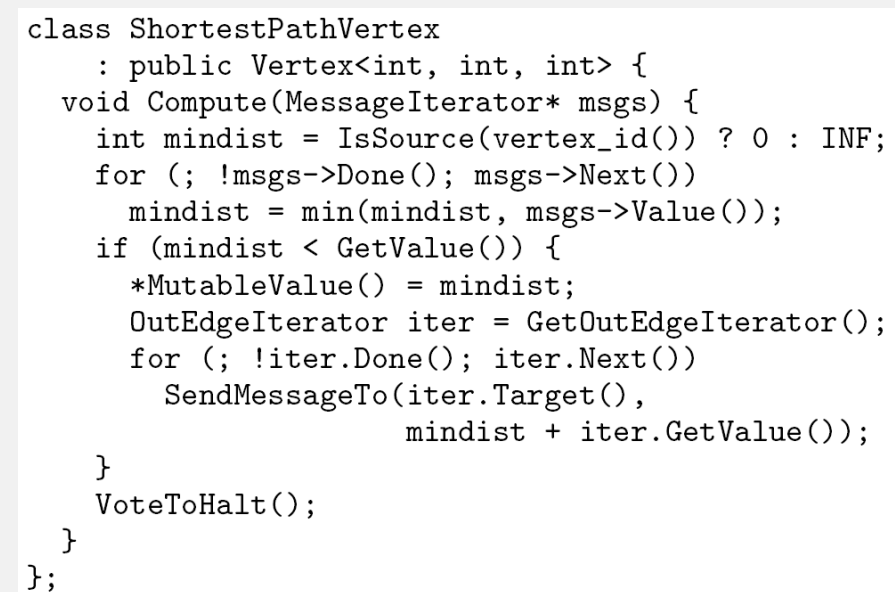 class ShortestPathVertex
    : public Vertex<int, int, int> {
  void Compute(MessageIterator* msgs) {
    int mindist = IsSource(vertex_id()) ? 0 : INF;
    for (; !msgs->Done(); msgs->Next())
      mindist = min(mindist, msgs->Value());
    if (mindist < GetValue()) {
      *MutableValue() = mindist;
      OutEdgeIterator iter = GetOutEdgeIterator();
      for (; !iter.Done(); iter.Next())
        SendMessageTo(iter.Target(),
                      mindist + iter.GetValue());
    }
    VoteToHalt();
  }
};